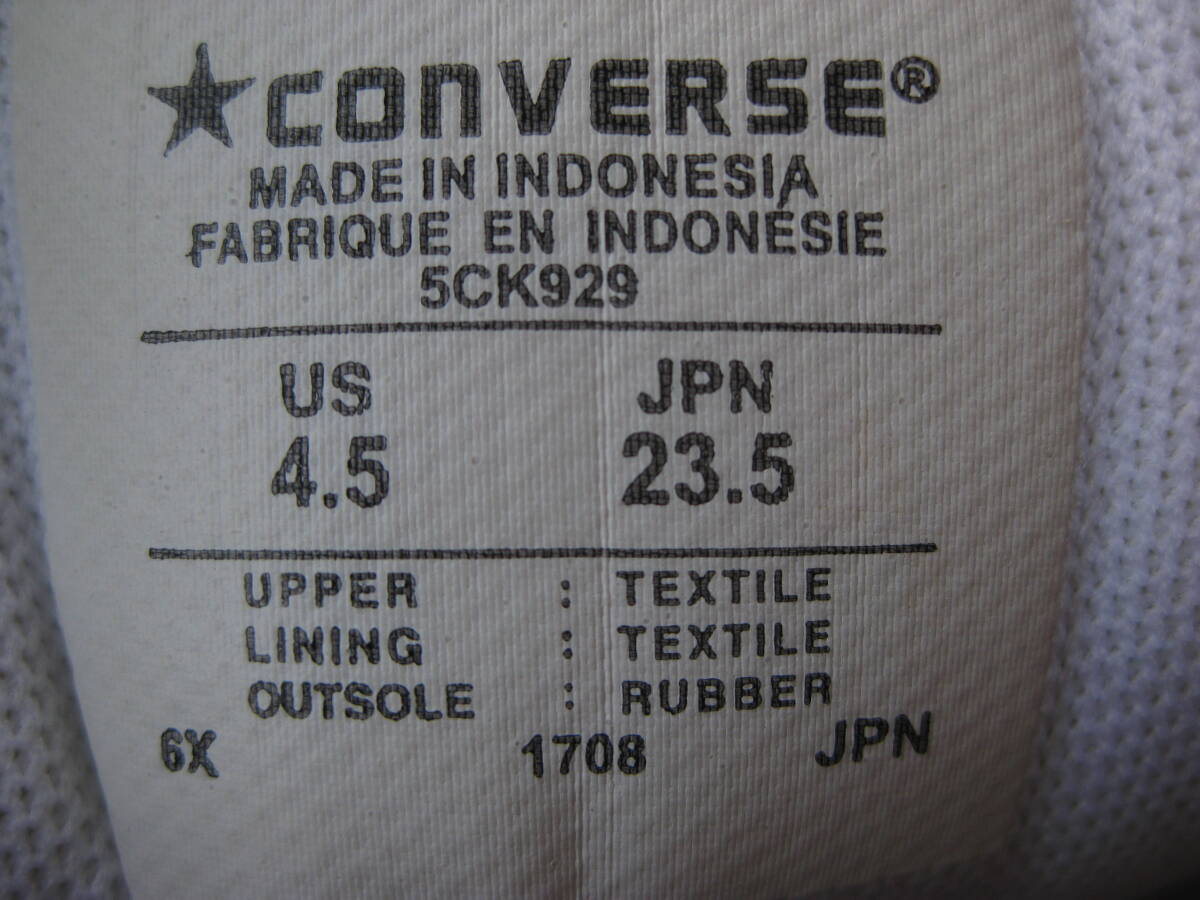 ★CONVERSE®
MADE IN INDONESIA
FABRIQUE EN INDONÉSIE
5CK929
US JPN
4.5 23.5
UPPER : TEXTILE
LINING : TEXTILE
OUTSOLE : RUBBER
6X 1708 JPN